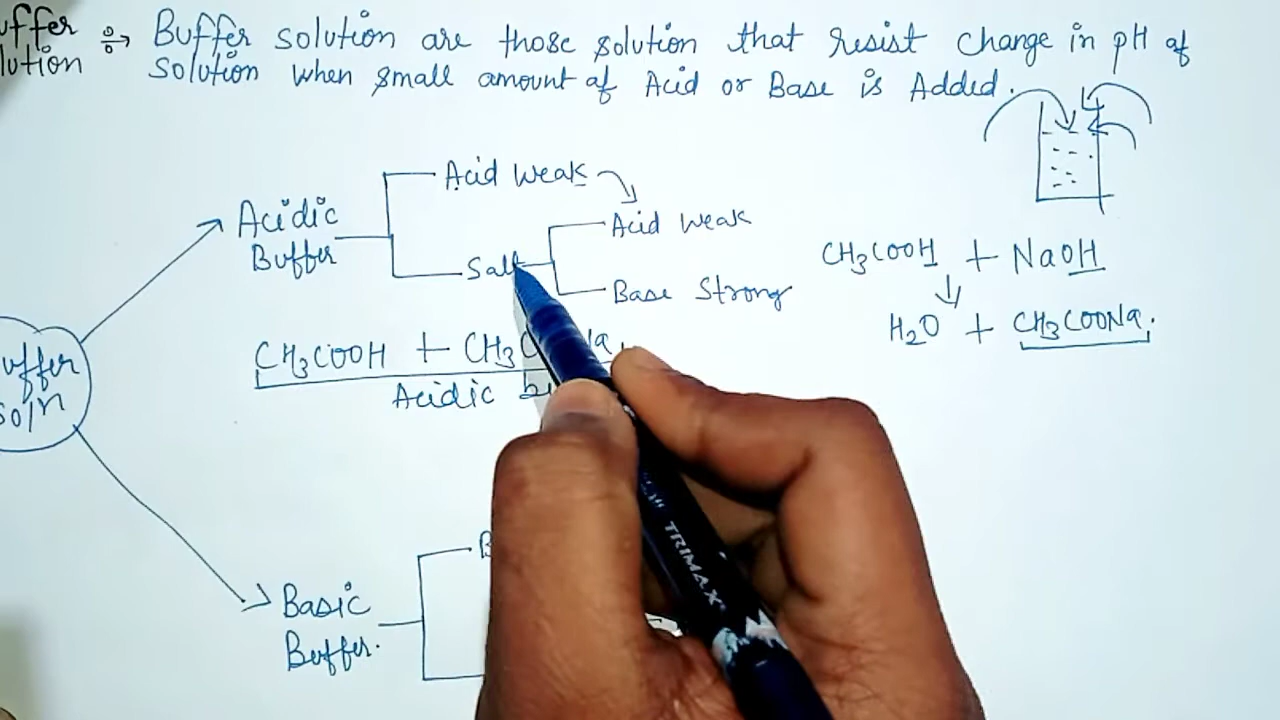 uffer ÷→ Buffer solution are those solution that resist change in pH of
lution solution when small amount of Acid or Base is Added.
Acid Weak
Acidic Buffer
Acid Weak
Salt
Base Strong
CH3COOH + NaOH
H2O + CH3COONa.
CH3COOH + CH3C
Acidic
uffer
soln
Basic
Buffer.
TRIMAX